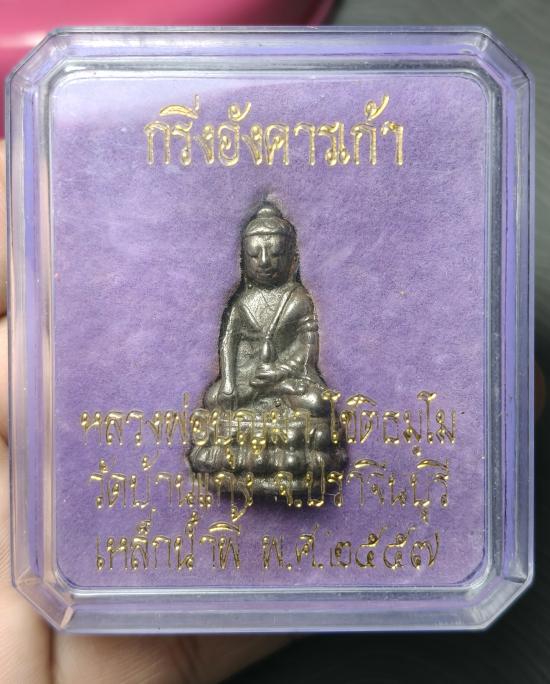 กริ่งอังคารเก้า
หลวงพ่อบุญมา โชติธมฺโม
วัดบ้านแก่ง จ.ปราจีนบุรี
เหล็กน้ำพี้ พ.ศ.๒๕๕๗